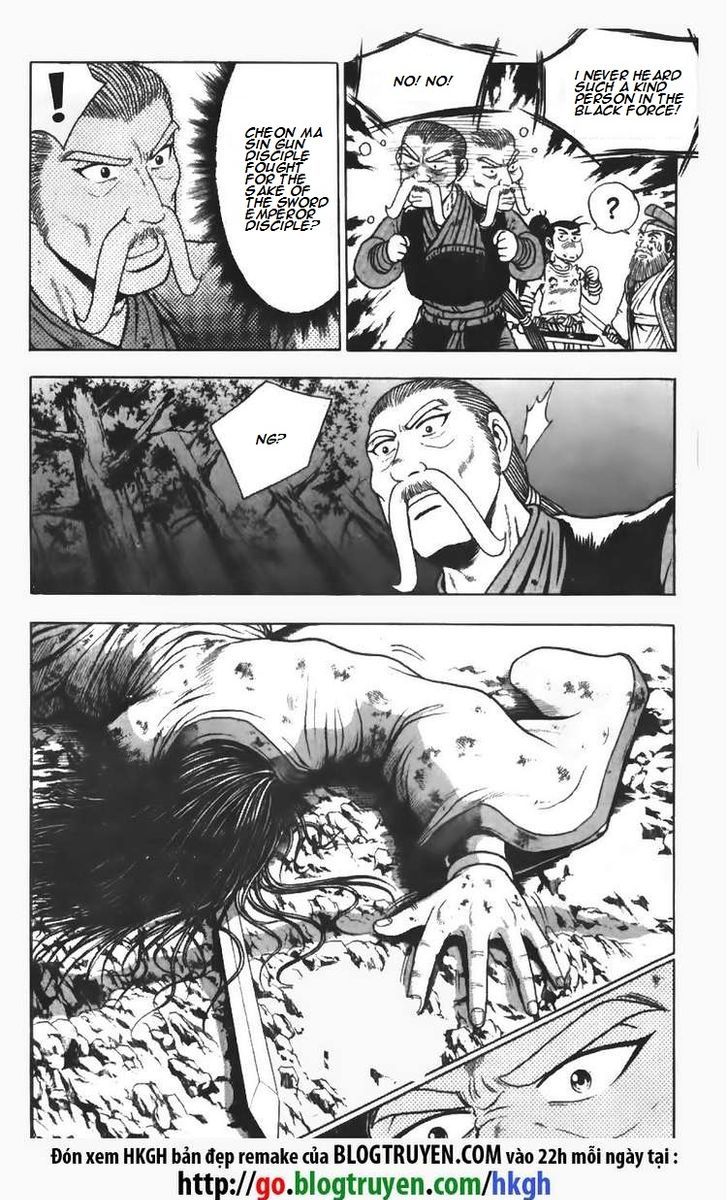 !
CHEON MA
SIN GUN
DISCIPLE
FOUGHT
FOR THE
SAKE OF
THE SWORD
EMPEROR
DISCIPLE?
NO! NO!
I NEVER HEARD
SUCH A KIND
PERSON IN THE
BLACK FORCE!
?
NG?
Đón xem HKGH bản đẹp remake của BLOGTRUYEN.COM vào 22h mỗi ngày tại :
http://go.blogtruyen.com/hkgh